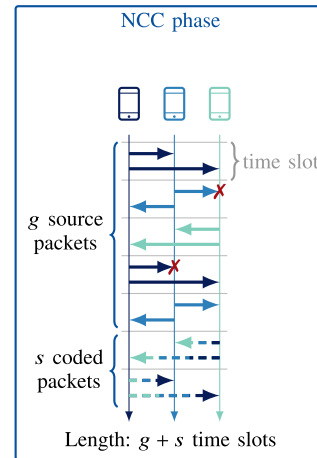 NCC phase
time slot
g source
packets
s coded
packets
Length: g + s time slots